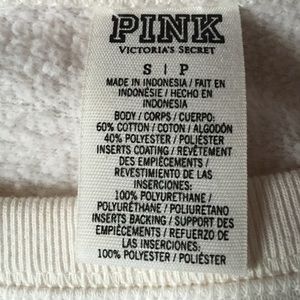 PINK
VICTORIA'S SECRET
S | P
MADE IN INDONESIA / FAIT EN
INDONÉSIE / HECHO EN
INDONESIA
BODY / CORPS / CUERPO:
60% COTTON / COTON / ALGODÓN
40% POLYESTER / POLIÉSTER
INSERTS COATING / REVÊTEMENT
DES EMPIÈCEMENTS /
REVESTIMIENTO DE LAS
INSERCIONES:
100% POLYURETHANE /
POLYURÉTHANE / POLIURETANO
INSERTS BACKING / SUPPORT DES
EMPIÈCEMENTS / REFUERZO DE LAS
INSERCIONES:
100% POLYESTER / POLIÉSTER